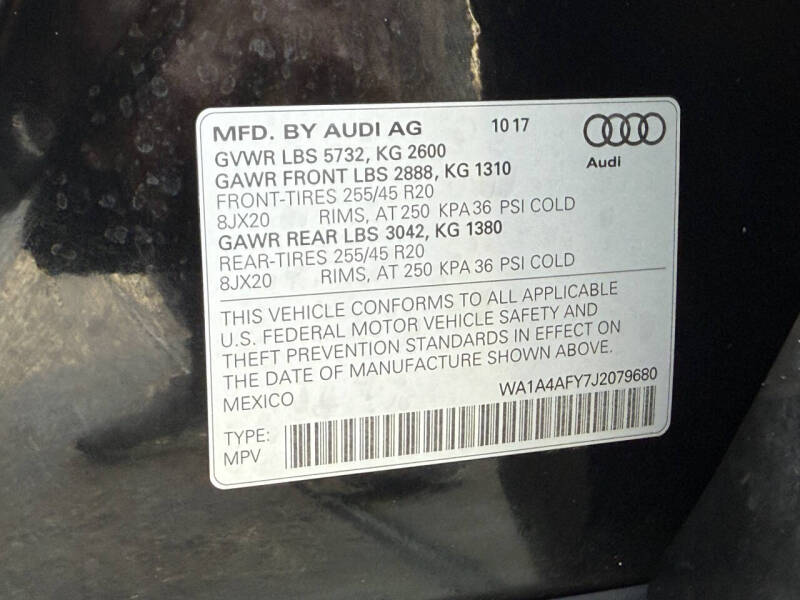 MFD. BY AUDI AG 10 17
Audi
GVWR LBS 5732, KG 2600
GAWR FRONT LBS 2888, KG 1310
FRONT-TIRES 255/45 R20
8JX20 RIMS, AT 250 KPA 36 PSI COLD
GAWR REAR LBS 3042, KG 1380
REAR-TIRES 255/45 R20
8JX20 RIMS, AT 250 KPA 36 PSI COLD
THIS VEHICLE CONFORMS TO ALL APPLICABLE
U.S. FEDERAL MOTOR VEHICLE SAFETY AND
THEFT PREVENTION STANDARDS IN EFFECT ON
THE DATE OF MANUFACTURE SHOWN ABOVE.
MEXICO WA1A4AFY7J2079680
TYPE:
MPV